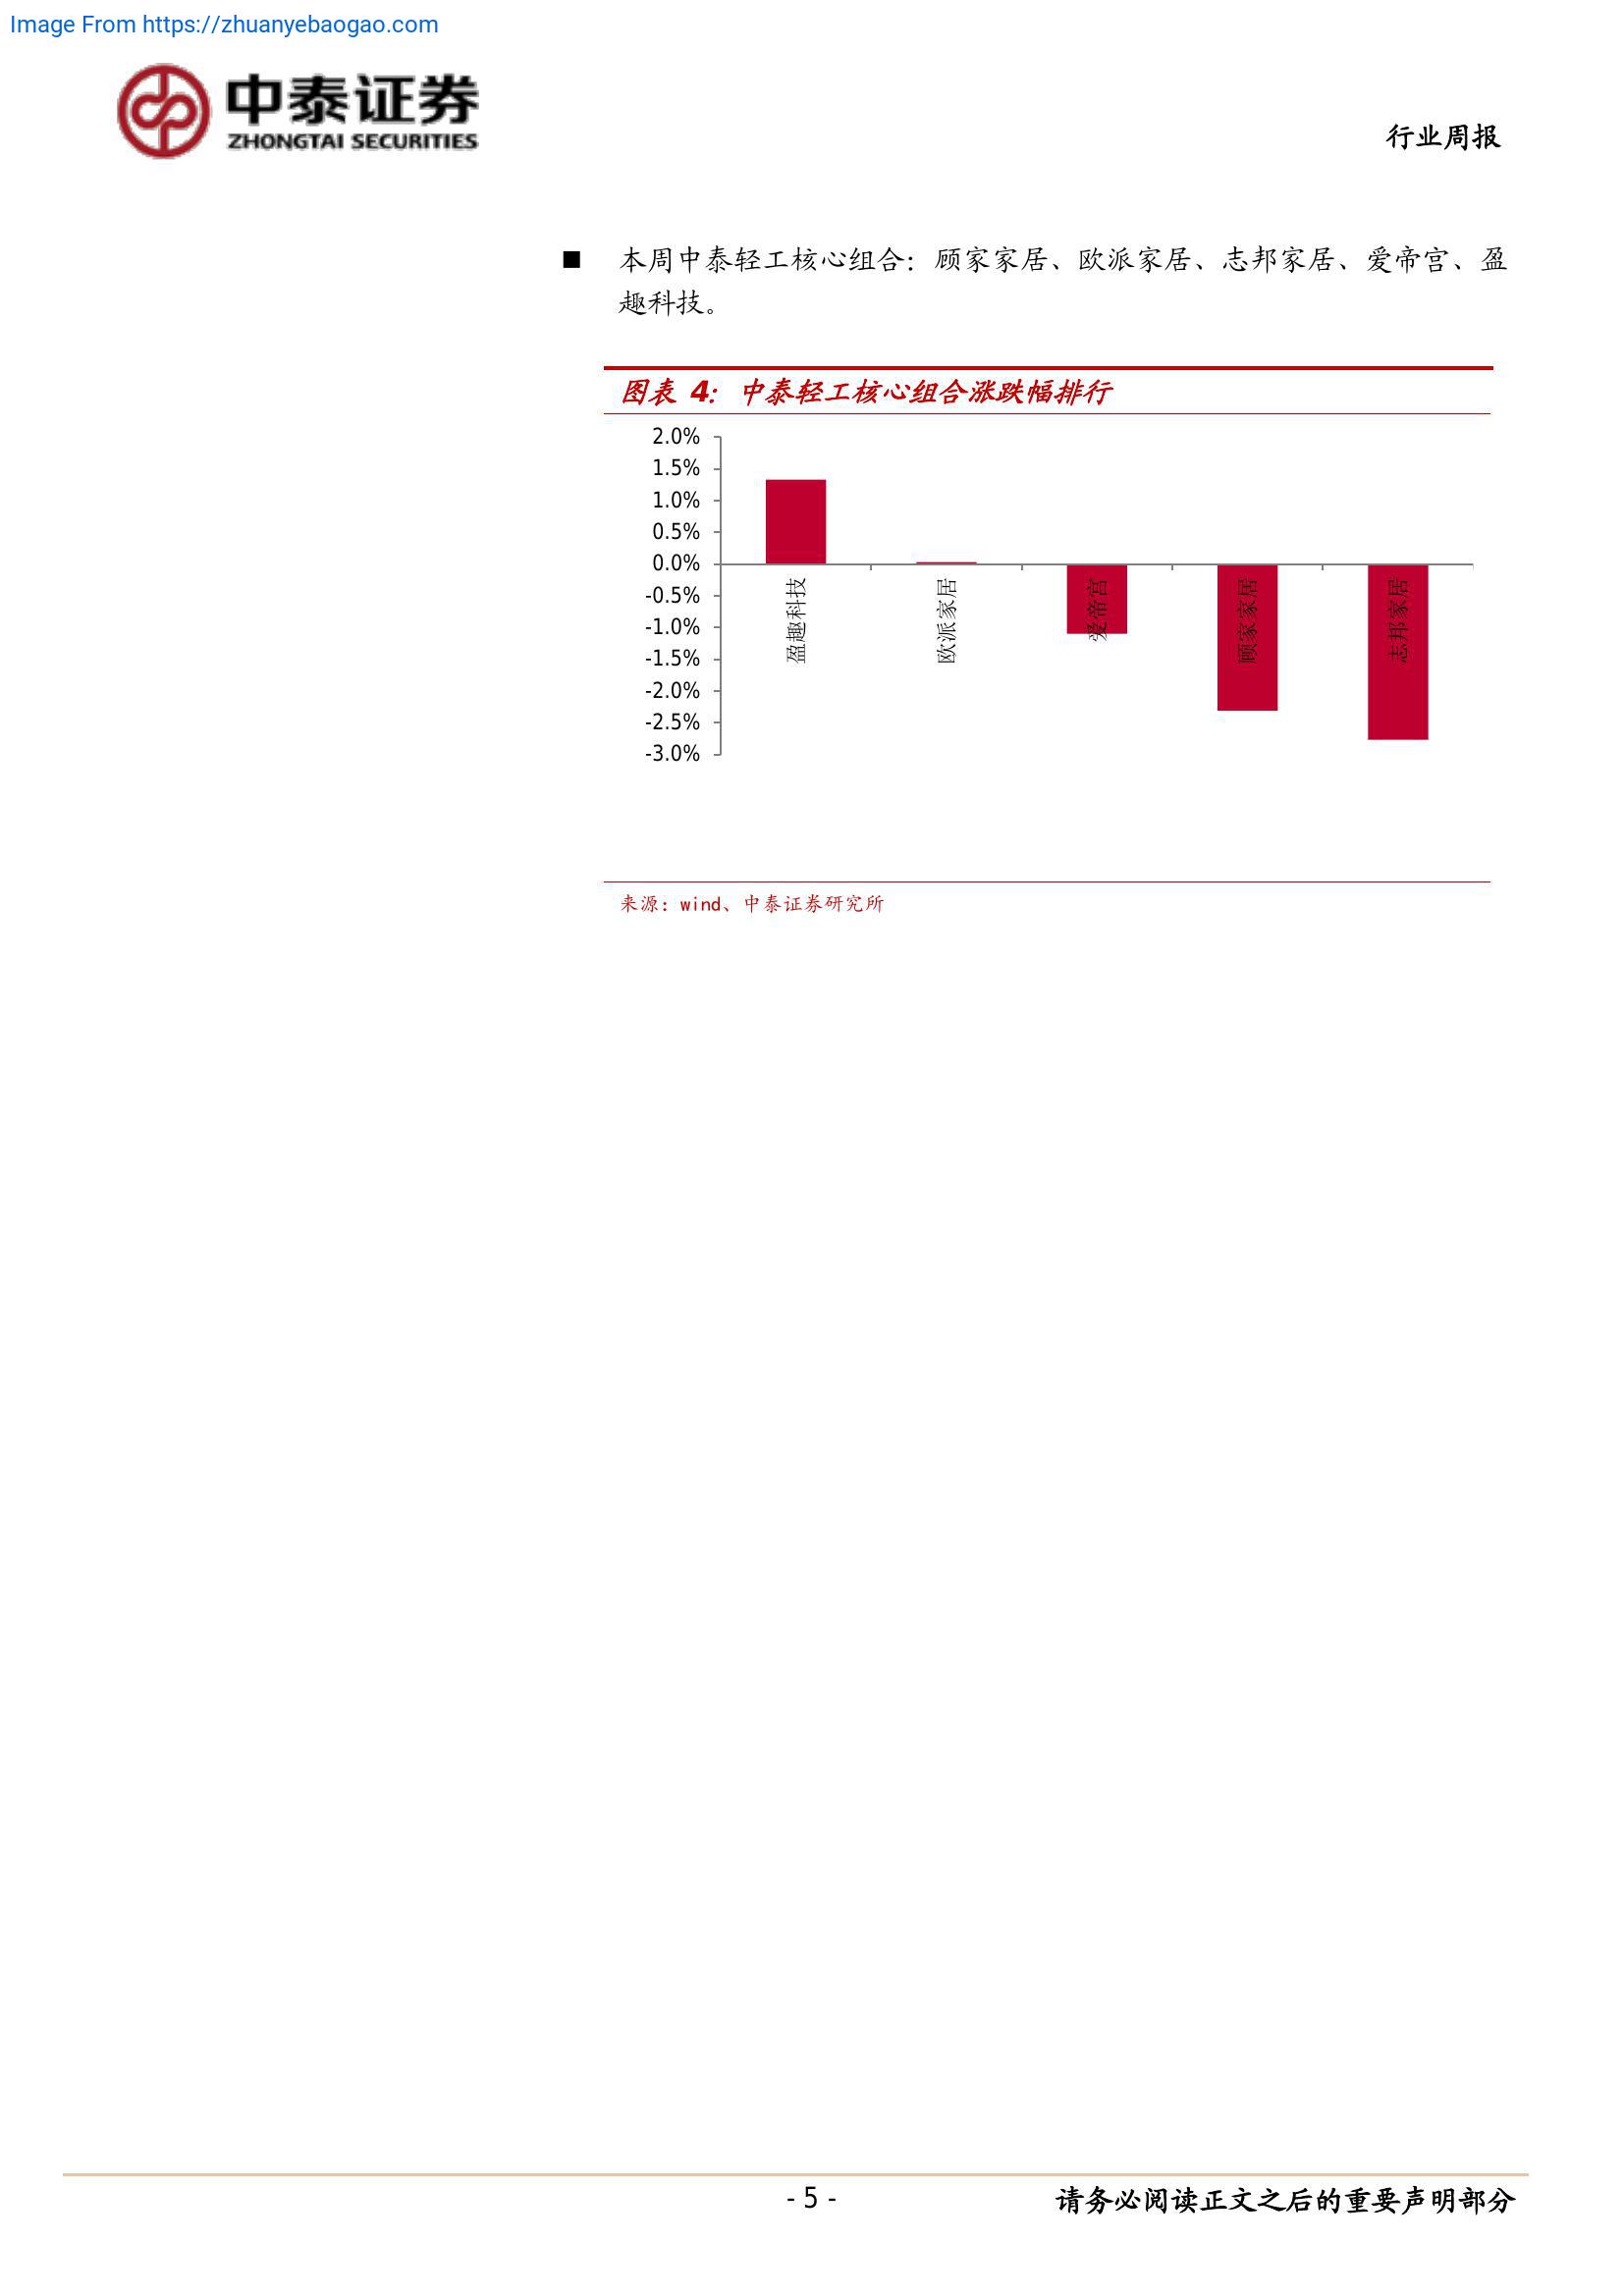 Image From https://zhuanyebaogao.com
中泰证券
ZHONGTAI SECURITIES
行业周报
■ 本周中泰轻工核心组合：顾家家居、欧派家居、志邦家居、爱帝宫、盈
趣科技。
图表 4：中泰轻工核心组合涨跌幅排行
2.0%
1.5%
1.0%
0.5%
0.0%
-0.5%
-1.0%
-1.5%
-2.0%
-2.5%
-3.0%
盈趣科技
欧派家居
爱帝宫
顾家家居
志邦家居
来源：wind、中泰证券研究所
- 5 -
请务必阅读正文之后的重要声明部分